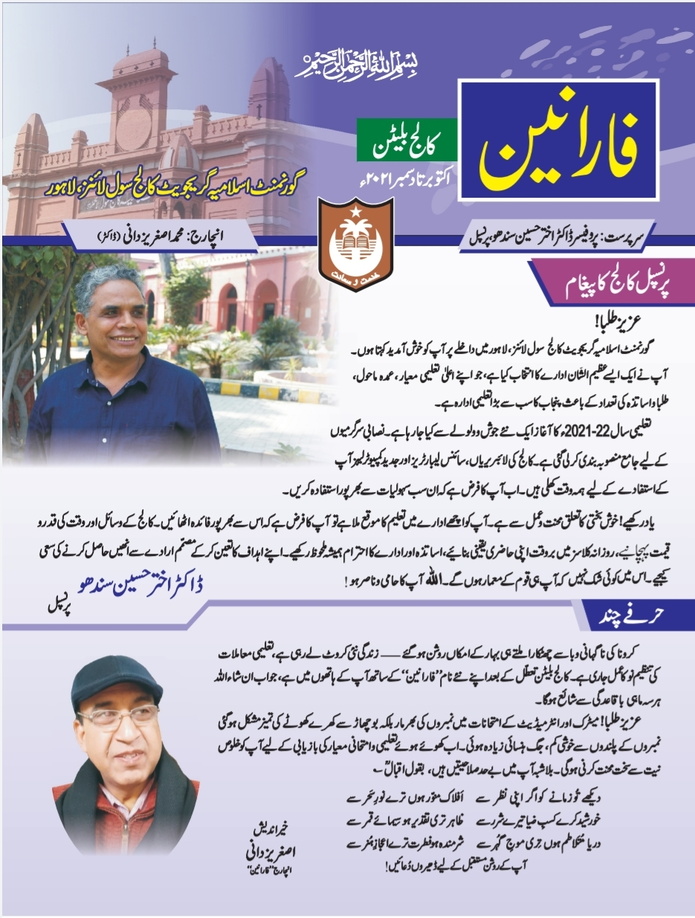 بسم اللہ الرحمٰن الرحیم
فارانین
کالج بلیٹن
اکتوبر تا دسمبر ۲۰۲۱ء
گورنمنٹ اسلامیہ گریجویٹ کالج سول لائنز، لاہور
سرپرست: پروفیسر ڈاکٹر اختر حسین سندھو، پرنسپل
انچارج: محمد اصغر یزدانی (ڈاکٹر)
خدمت و سعادت
پرنسپل کالج کا پیغام
عزیز طلبا!
گورنمنٹ اسلامیہ گریجویٹ کالج سول لائنز، لاہور میں داخلے پر آپ کو خوش آمدید کہتا ہوں۔
آپ نے ایک ایسے عظیم الشان ادارے کا انتخاب کیا ہے، جو اپنے اعلیٰ تعلیمی معیار، عمدہ ماحول،
طلبا و اساتذہ کی تعداد کے باعث پنجاب کا سب سے بڑا تعلیمی ادارہ ہے۔
تعلیمی سال 22-2021ء کا آغاز ایک نئے جوش و ولولے سے کیا جا رہا ہے۔ نصابی سرگرمیوں
کے لیے جامع منصوبہ بندی کر لی گئی ہے۔ کالج کی لائبریریاں، سائنس لیبارٹریز اور جدید کمپیوٹر لیبز آپ
کے استفادے کے لیے ہمہ وقت کھلی ہیں۔ اب آپ کا فرض ہے کہ ان سب سہولیات سے بھرپور استفادہ کریں۔
یاد رکھیے! خوش بختی کا تعلق محنت و عمل سے ہے۔ آپ کو اچھے ادارے میں تعلیم کا موقع ملا ہے تو آپ کا فرض ہے کہ اس سے بھرپور فائدہ اٹھائیں۔ کالج کے وسائل اور وقت کی قدر و
قیمت پہچانیے، روزانہ کلاسز میں بروقت اپنی حاضری یقینی بنائیے، اساتذہ اور ادارے کا احترام ہمیشہ ملحوظ رکھیے۔ اپنے اہداف کا تعین کر کے مصمم ارادے سے انھیں حاصل کرنے کی سعی
کیجیے۔ اس میں کوئی شک نہیں کہ آپ ہی قوم کے معمار ہوں گے۔ اللہ آپ کا حامی و ناصر ہو!
ڈاکٹر اختر حسین سندھو
پرنسپل
حرفے چند
کرونا کی ناگہانی وبا سے چھٹکارا ملتے ہی بہار کے امکاں روشن ہو گئے — زندگی نئی کروٹ لے رہی ہے، تعلیمی معاملات
کی تنظیمِ نو کا عمل جاری ہے۔ کالج بلیٹن تعطّل کے بعد اپنے نئے نام ”فارانین“ کے ساتھ آپ کے ہاتھوں میں ہے، جو اب ان شاء اللہ
ہر سہ ماہی باقاعدگی سے شائع ہوگا۔
عزیز طلبا! میٹرک اور انٹرمیڈیٹ کے امتحانات میں نمبروں کی بھرمار بلکہ بوچھاڑ سے کھرے کھوٹے کی تمیز مشکل ہو گئی
نمبروں کے پلندوں سے خوشی کم، جگ ہنسائی زیادہ ہوئی۔ اب کھوئے ہوئے تعلیمی و امتحانی معیار کی بازیابی کے لیے آپ کو خلوصِ
نیت سے سخت محنت کرنی ہوگی۔ بلاشبہ آپ میں بے حد صلاحیتیں ہیں، بقول اقبالؔ ؎
دیکھے تُو زمانے کو اگر اپنی نظر سے افلاک منوّر ہوں ترے نورِ سحر سے
خورشید کرے کسبِ ضیا تیرے شرر سے ظاہر تری تقدیر ہو سیمائے قمر سے
دریا متلاطم ہوں تری موجِ گہر سے شرمندہ ہو فطرت ترے اعجازِ ہنر سے
آپ کے روشن مستقبل کے لیے ڈھیروں دُعائیں!
خیر اندیش
اصغر یزدانی
انچارج ”فارانین“